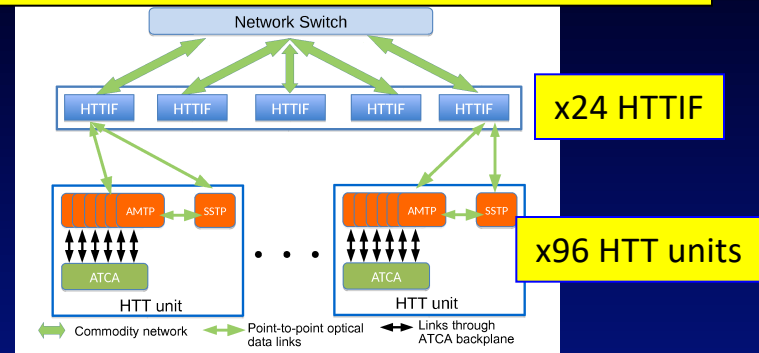 Network Switch
HTTIF HTTIF HTTIF HTTIF HTTIF
x24 HTTIF
AMTP SSTP AMTP SSTP
x96 HTT units
ATCA ATCA
. . .
HTT unit HTT unit
Commodity network Point-to-point optical data links Links through ATCA backplane